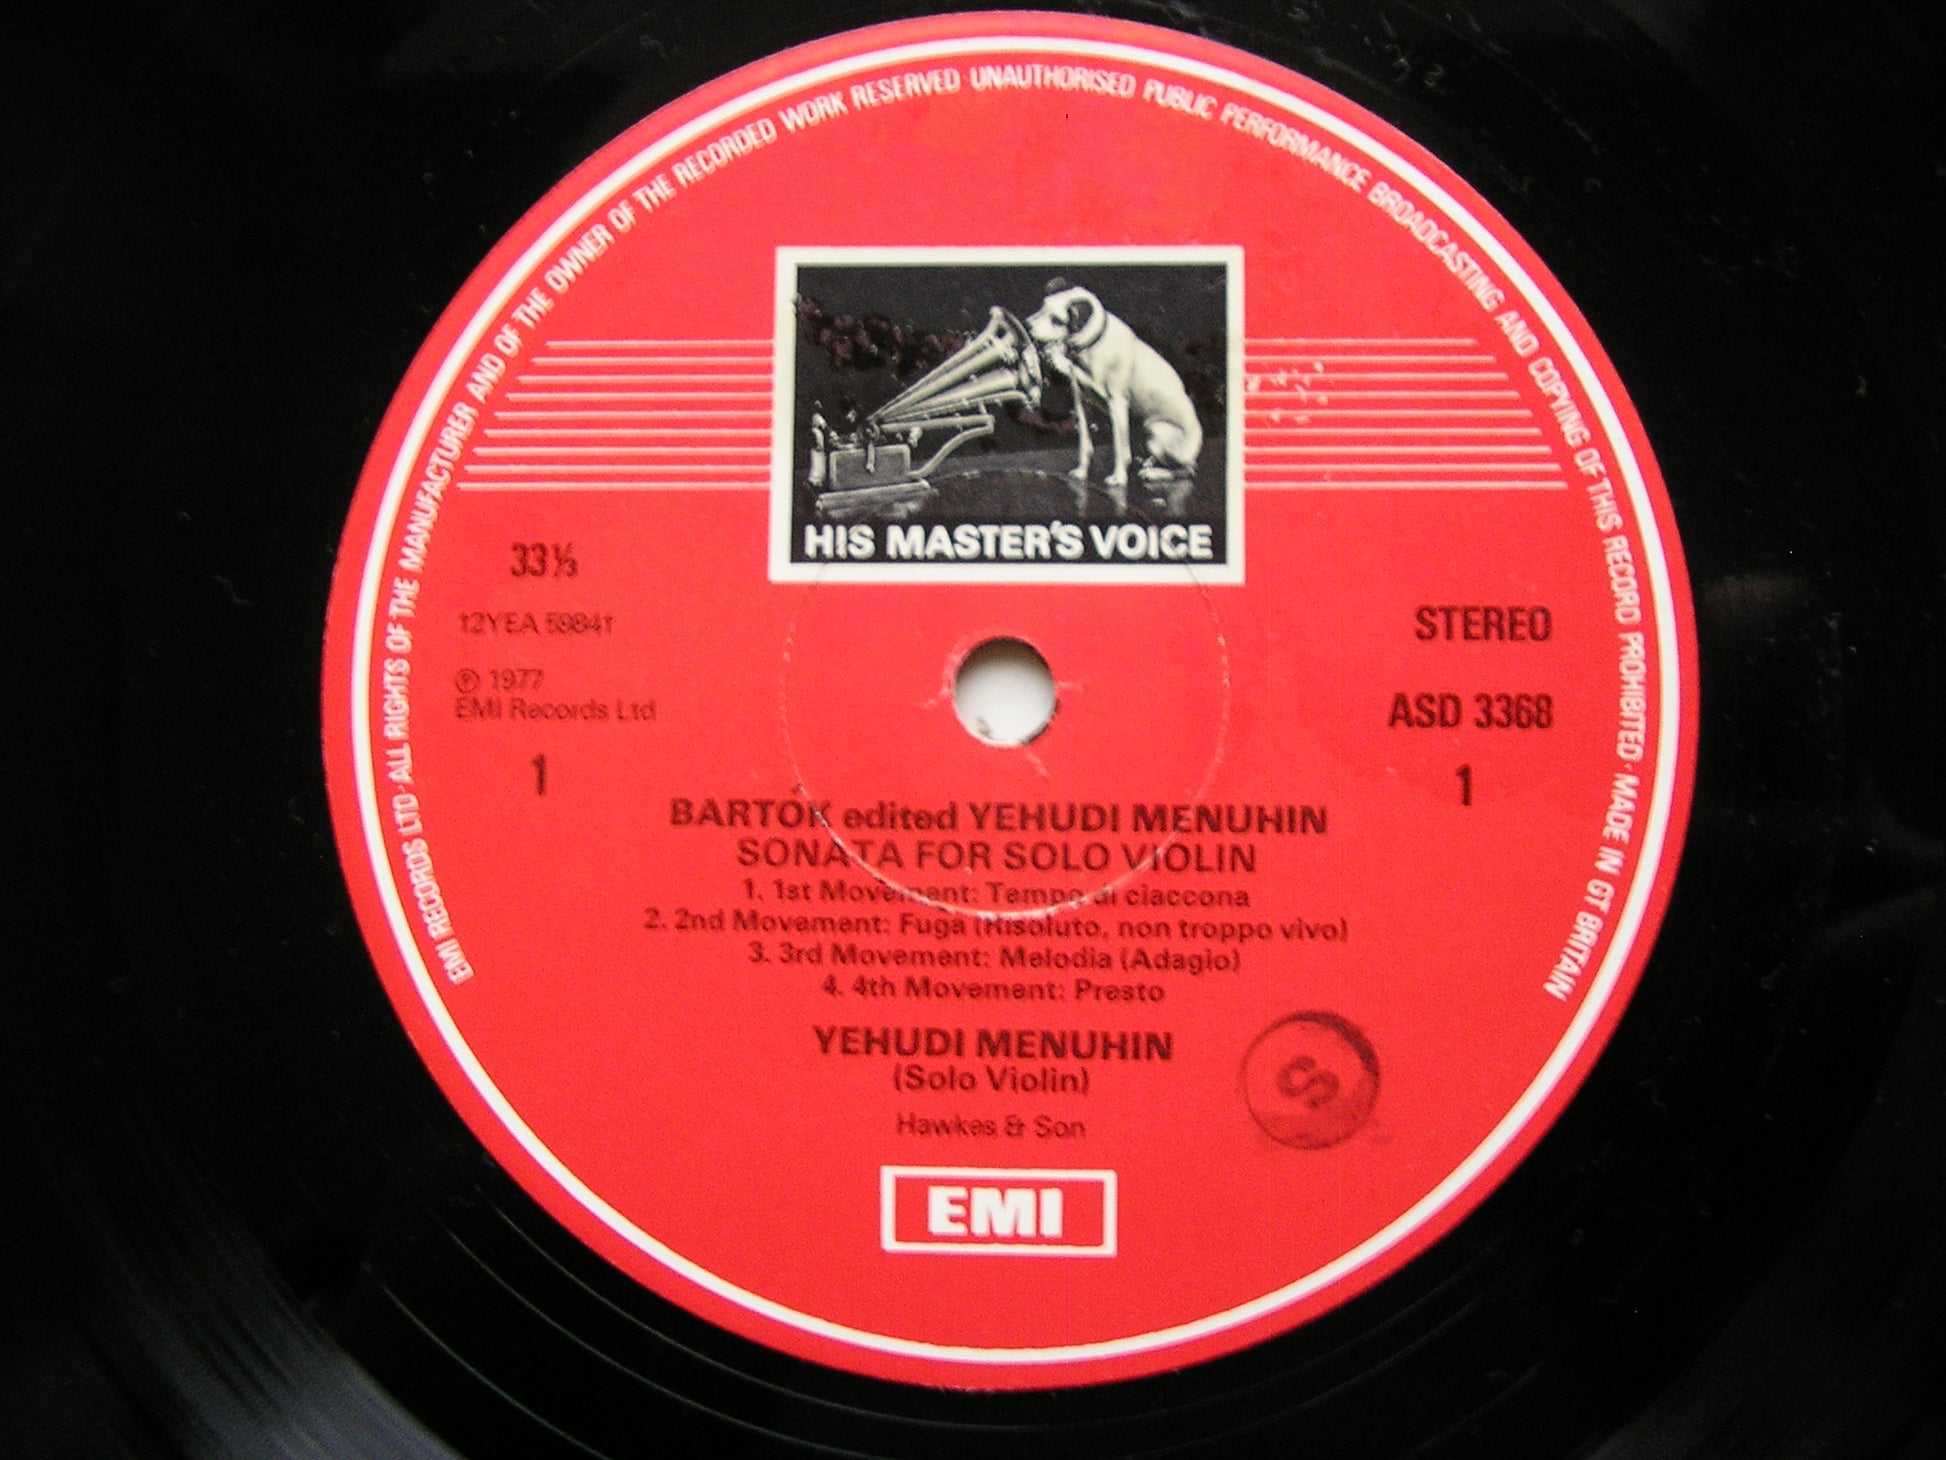 EMI RECORDS LTD · ALL RIGHTS OF THE MANUFACTURER AND OF THE OWNER OF THE RECORDED WORK RESERVED UNAUTHORISED PUBLIC PERFORMANCE BROADCASTING AND COPYING OF THIS RECORD PROHIBITED · MADE IN GT BRITAIN
HIS MASTER'S VOICE
33⅓
12YEA 59841
STEREO
℗ 1977
EMI Records Ltd
ASD 3368
1
1
BARTÓK edited YEHUDI MENUHIN
SONATA FOR SOLO VIOLIN
1. 1st Movement: Tempo di ciaccona
2. 2nd Movement: Fuga (Risoluto, non troppo vivo)
3. 3rd Movement: Melodia (Adagio)
4. 4th Movement: Presto
YEHUDI MENUHIN
(Solo Violin)
S
Hawkes & Son
EMI